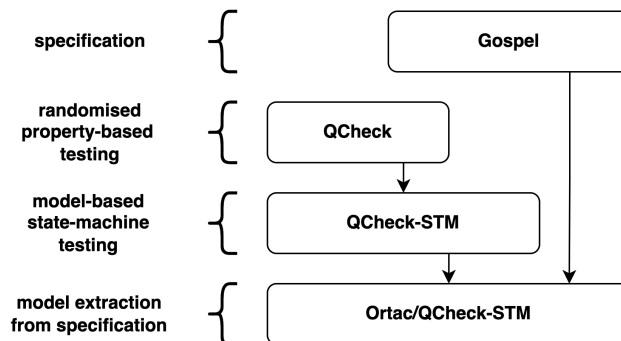 specification
Gospel
randomised
property-based
testing
QCheck
model-based
state-machine
testing
QCheck-STM
model extraction
from specification
Ortac/QCheck-STM